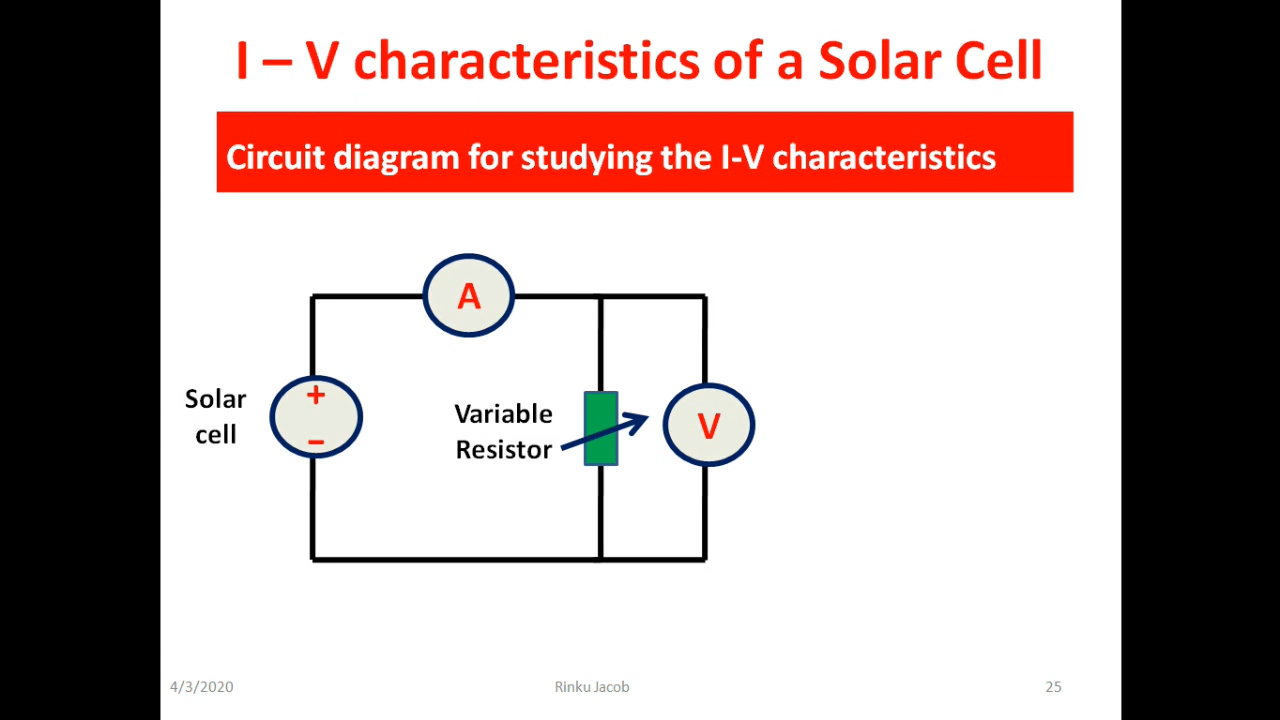 I – V characteristics of a Solar Cell
Circuit diagram for studying the I-V characteristics
A
Solar
cell
+
–
Variable
Resistor
V
4/3/2020
Rinku Jacob
25